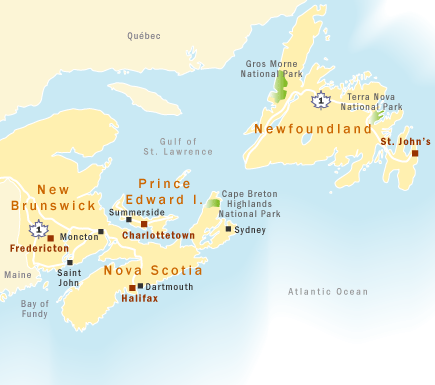 Québec
Gros Morne
National Park
Terra Nova
National Park
1
Newfoundland
St. John's
Gulf of
St. Lawrence
New
Brunswick
Prince
Edward I.
Cape Breton
Highlands
National Park
Summerside
1
Moncton
Charlottetown
Sydney
Fredericton
Maine
Saint
John
Nova Scotia
Dartmouth
Halifax
Atlantic Ocean
Bay of
Fundy